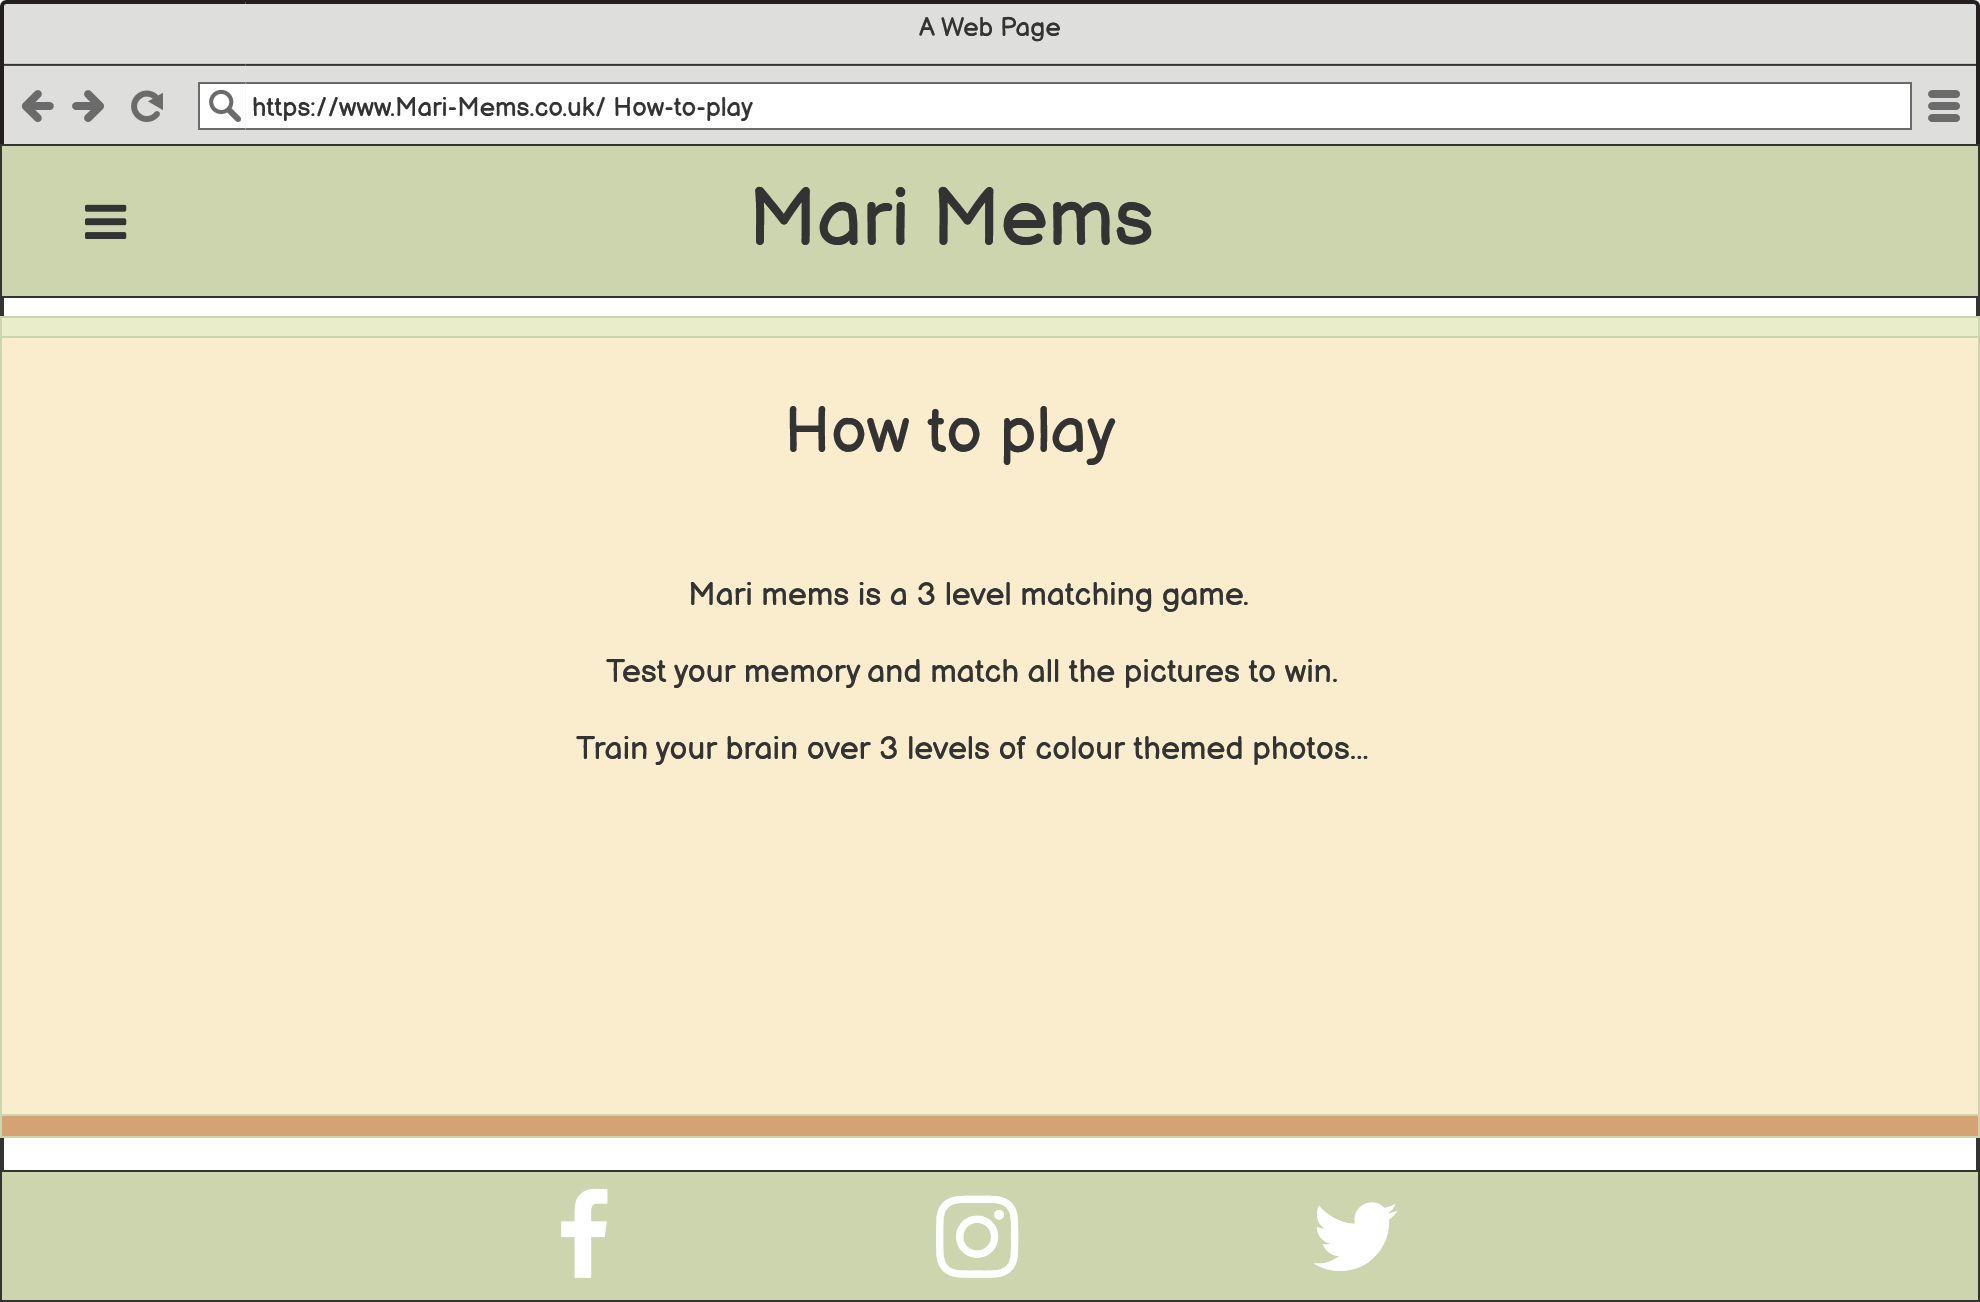 A Web Page
https://www.Mari-Mems.co.uk/ How-to-play
Mari Mems
How to play
Mari mems is a 3 level matching game.
Test your memory and match all the pictures to win.
Train your brain over 3 levels of colour themed photos...